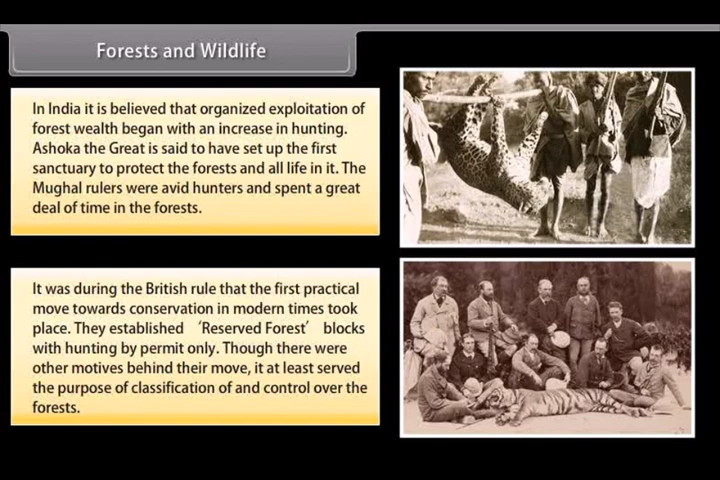 Forests and Wildlife
In India it is believed that organized exploitation of
forest wealth began with an increase in hunting.
Ashoka the Great is said to have set up the first
sanctuary to protect the forests and all life in it. The
Mughal rulers were avid hunters and spent a great
deal of time in the forests.
It was during the British rule that the first practical
move towards conservation in modern times took
place. They established ‘Reserved Forest’ blocks
with hunting by permit only. Though there were
other motives behind their move, it at least served
the purpose of classification of and control over the
forests.